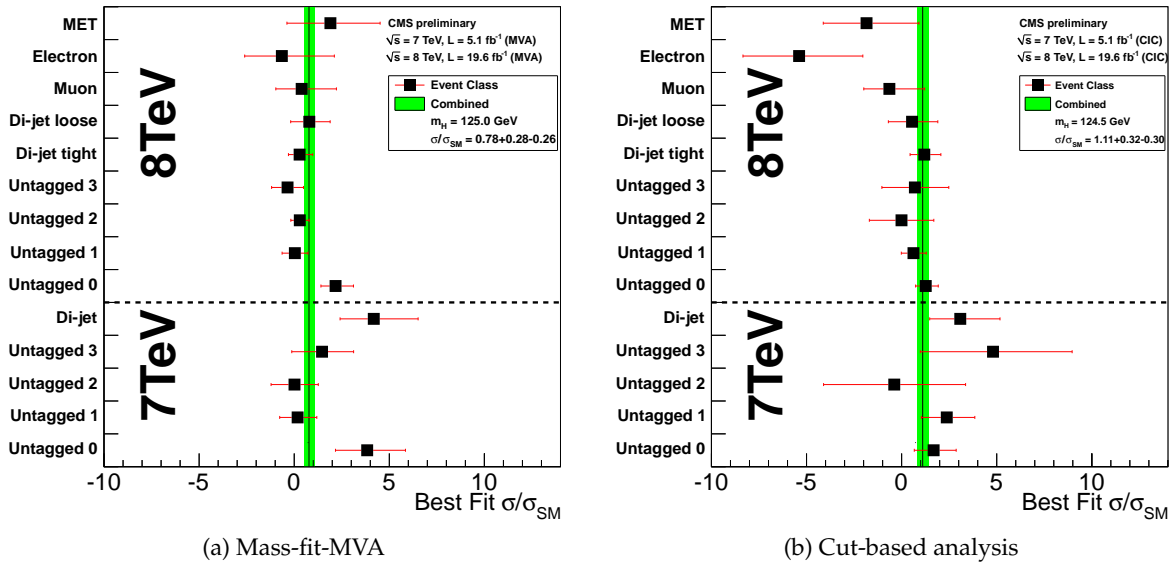 MET
Electron
Muon
Di-jet loose
Di-jet tight
Untagged 3
Untagged 2
Untagged 1
Untagged 0
Di-jet
Untagged 3
Untagged 2
Untagged 1
Untagged 0
8TeV
7TeV
CMS preliminary
√s = 7 TeV, L = 5.1 fb⁻¹ (MVA)
√s = 8 TeV, L = 19.6 fb⁻¹ (MVA)
Event Class
Combined
m_H = 125.0 GeV
σ/σ_SM = 0.78+0.28-0.26
-10 -5 0 5 10
Best Fit σ/σ_SM
(a) Mass-fit-MVA
MET
Electron
Muon
Di-jet loose
Di-jet tight
Untagged 3
Untagged 2
Untagged 1
Untagged 0
Di-jet
Untagged 3
Untagged 2
Untagged 1
Untagged 0
8TeV
7TeV
CMS preliminary
√s = 7 TeV, L = 5.1 fb⁻¹ (CIC)
√s = 8 TeV, L = 19.6 fb⁻¹ (CIC)
Event Class
Combined
m_H = 124.5 GeV
σ/σ_SM = 1.11+0.32-0.30
-10 -5 0 5 10
Best Fit σ/σ_SM
(b) Cut-based analysis